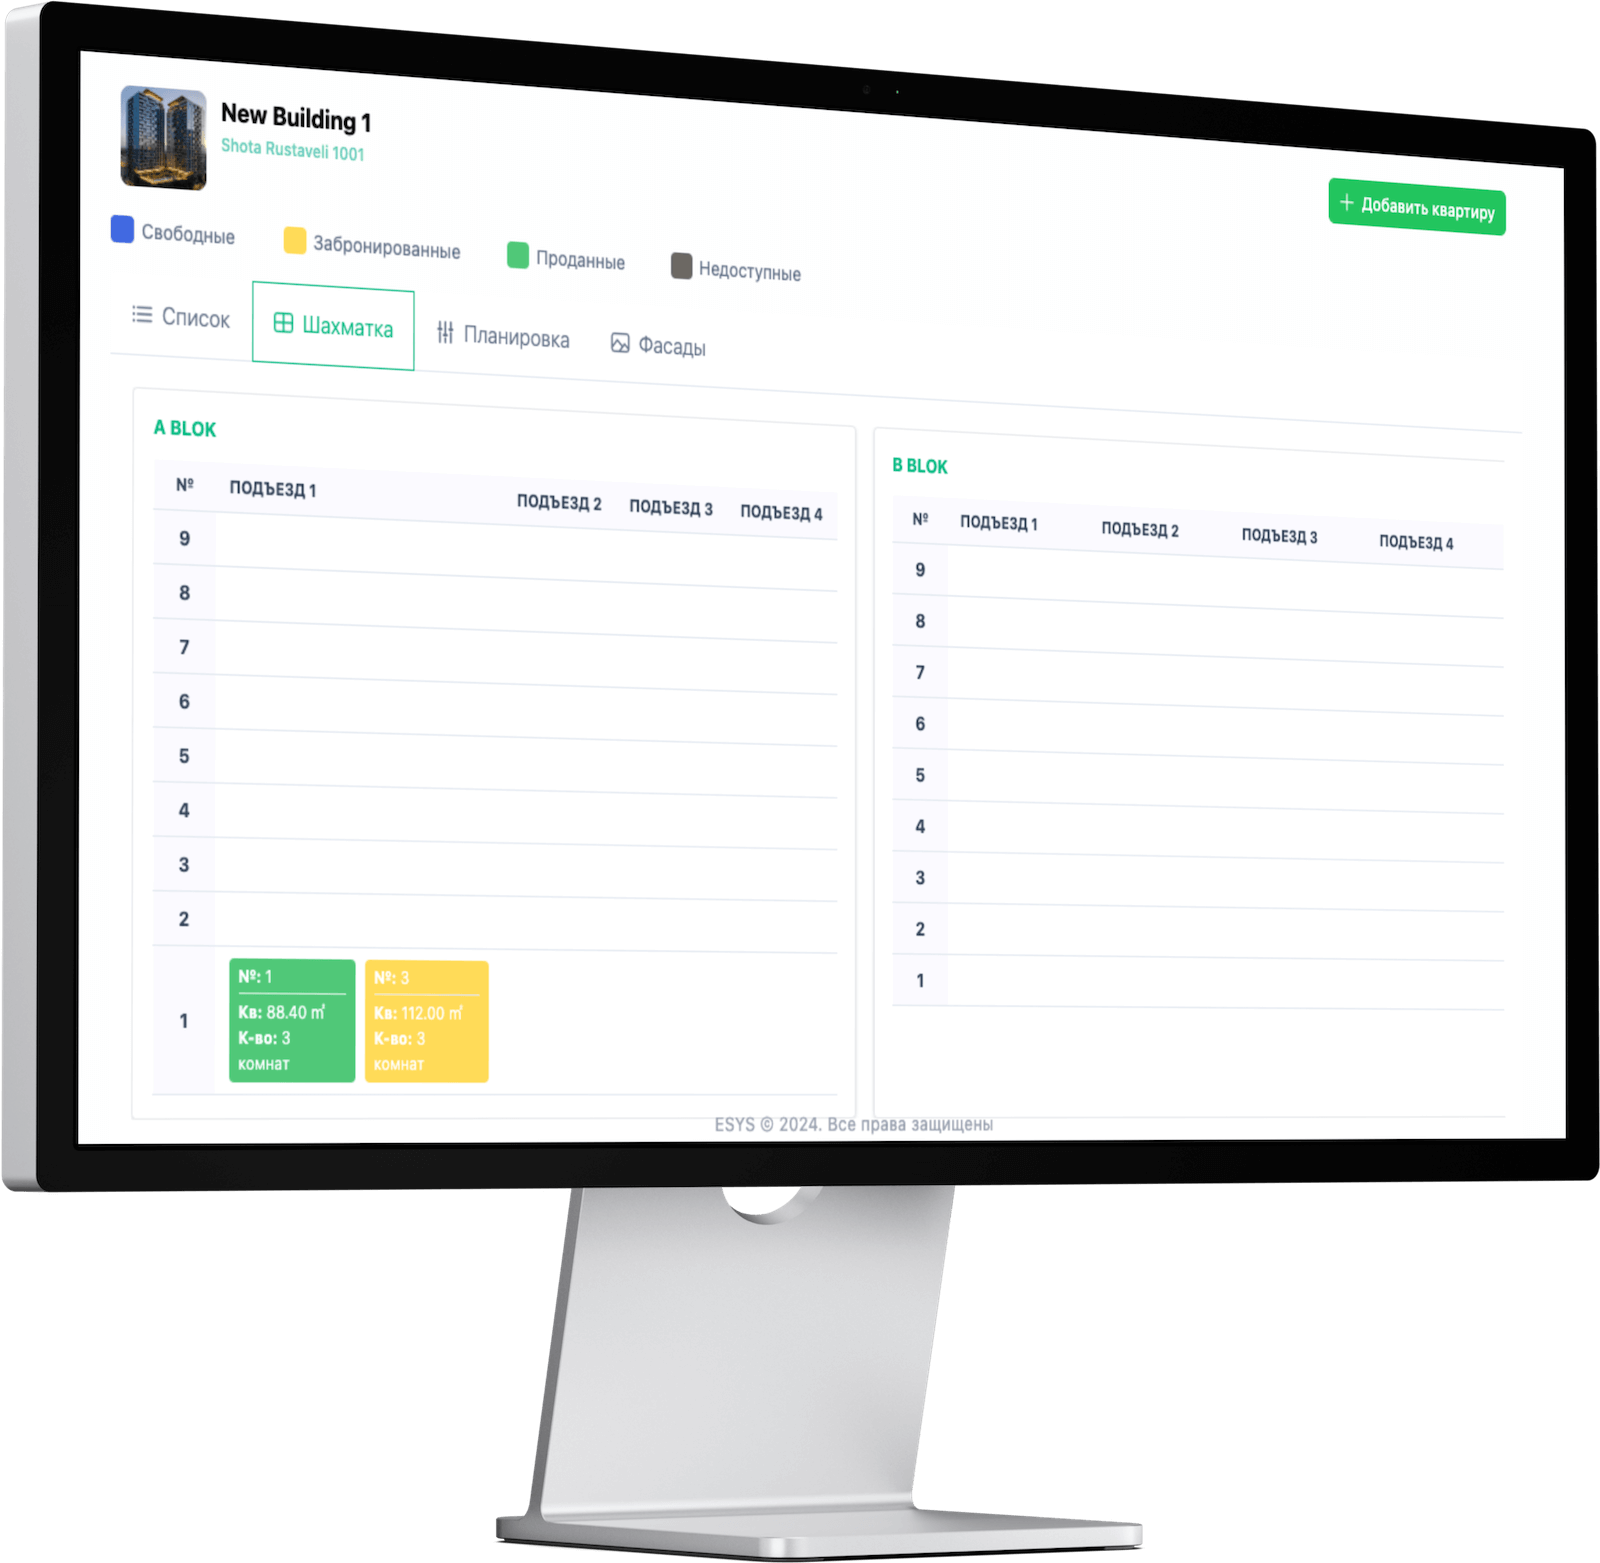 New Building 1
Shota Rustaveli 1001
+ Добавить квартиру
Свободные
Забронированные
Проданные
Недоступные
Список
Шахматка
Планировка
Фасады
A BLOK
№ ПОДЪЕЗД 1 ПОДЪЕЗД 2 ПОДЪЕЗД 3 ПОДЪЕЗД 4
9
8
7
6
5
4
3
2
1
№: 1
Кв: 88.40 ㎡
К-во: 3
комнат
№: 3
Кв: 112.00 ㎡
К-во: 3
комнат
B BLOK
№ ПОДЪЕЗД 1 ПОДЪЕЗД 2 ПОДЪЕЗД 3 ПОДЪЕЗД 4
9
8
7
6
5
4
3
2
1
ESYS © 2024. Все права защищены